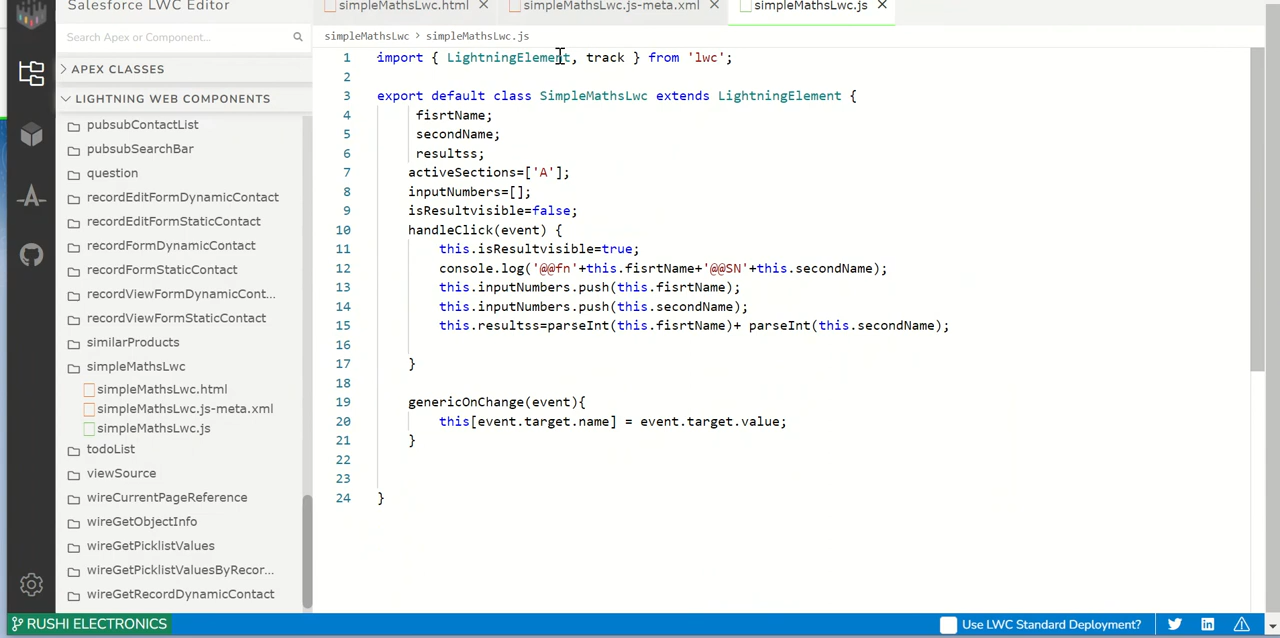 Salesforce LWC Editor
simpleMathsLwc.html
simpleMathsLwc.js-meta.xml
simpleMathsLwc.js
Search Apex or Component...
APEX CLASSES
LIGHTNING WEB COMPONENTS
pubsubContactList
pubsubSearchBar
question
recordEditFormDynamicContact
recordEditFormStaticContact
recordFormDynamicContact
recordFormStaticContact
recordViewFormDynamicCont...
recordViewFormStaticContact
similarProducts
simpleMathsLwc
simpleMathsLwc.html
simpleMathsLwc.js-meta.xml
simpleMathsLwc.js
todoList
viewSource
wireCurrentPageReference
wireGetObjectInfo
wireGetPicklistValues
wireGetPicklistValuesByRecor...
wireGetRecordDynamicContact
simpleMathsLwc > simpleMathsLwc.js
1 import { LightningElement, track } from 'lwc';
2
3 export default class SimpleMathsLwc extends LightningElement {
4 fisrtName;
5 secondName;
6 resultss;
7 activeSections=['A'];
8 inputNumbers=[];
9 isResultvisible=false;
10 handleClick(event) {
11 this.isResultvisible=true;
12 console.log('@@fn'+this.fisrtName+'@@SN'+this.secondName);
13 this.inputNumbers.push(this.fisrtName);
14 this.inputNumbers.push(this.secondName);
15 this.resultss=parseInt(this.fisrtName)+ parseInt(this.secondName);
16
17 }
18
19 genericOnChange(event){
20 this[event.target.name] = event.target.value;
21 }
22
23
24 }
RUSHI ELECTRONICS
Use LWC Standard Deployment?